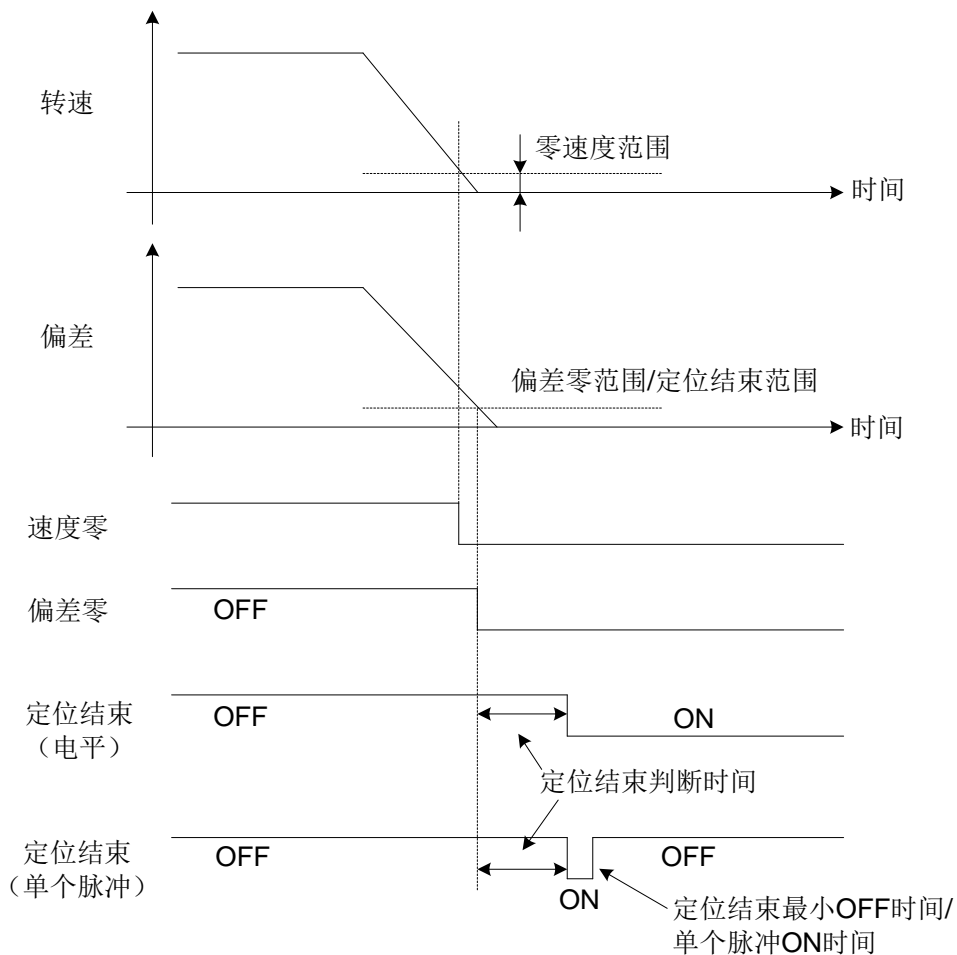 转速
零速度范围
时间
偏差
偏差零范围/定位结束范围
时间
速度零
偏差零
OFF
定位结束
（电平）
OFF
ON
定位结束判断时间
定位结束
（单个脉冲）
OFF
OFF
ON
定位结束最小OFF时间/
单个脉冲ON时间